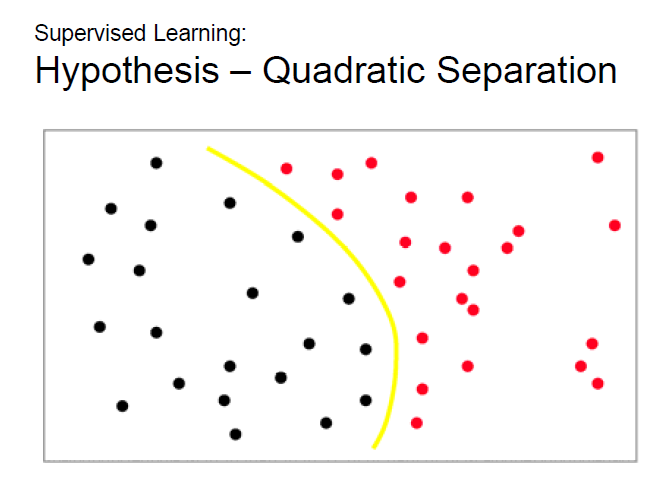 Supervised Learning:
Hypothesis – Quadratic Separation